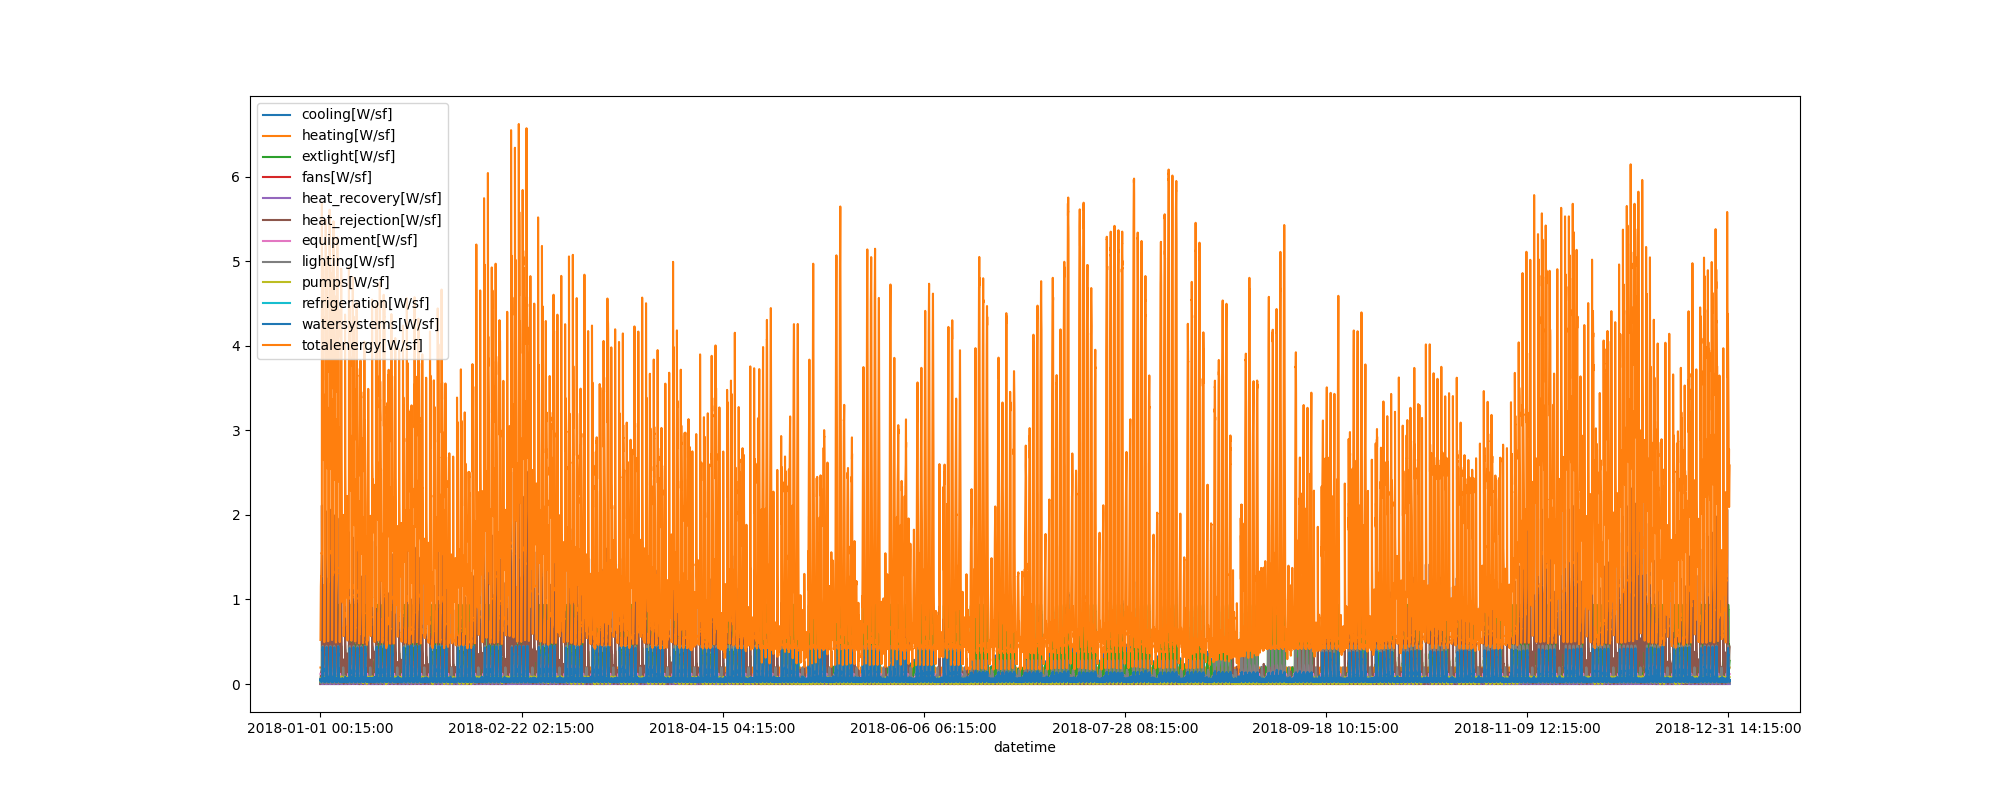 cooling[W/sf]
heating[W/sf]
extlight[W/sf]
fans[W/sf]
heat_recovery[W/sf]
heat_rejection[W/sf]
equipment[W/sf]
lighting[W/sf]
pumps[W/sf]
refrigeration[W/sf]
watersystems[W/sf]
totalenergy[W/sf]
6
5
4
3
2
1
0
2018-01-01 00:15:00 2018-02-22 02:15:00 2018-04-15 04:15:00 2018-06-06 06:15:00 2018-07-28 08:15:00 2018-09-18 10:15:00 2018-11-09 12:15:00 2018-12-31 14:15:00
datetime